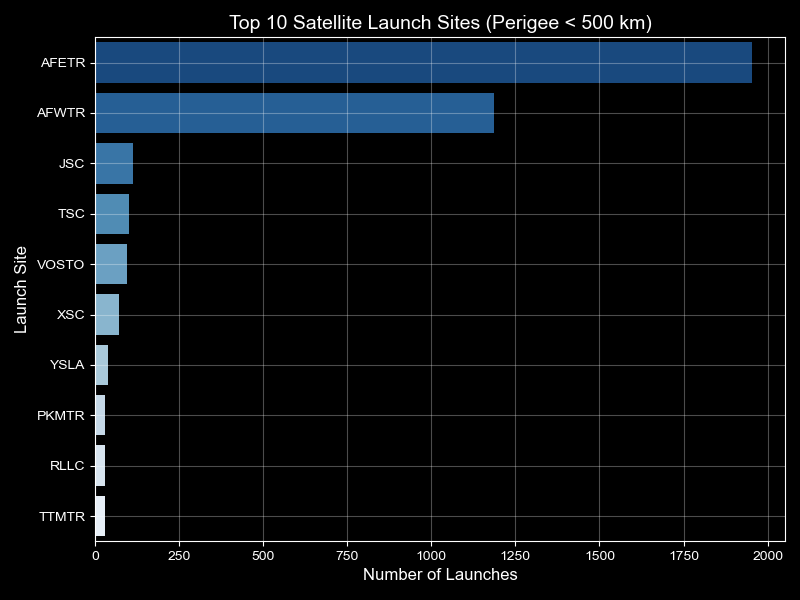 Top 10 Satellite Launch Sites (Perigee < 500 km)
Launch Site
AFETR
AFWTR
JSC
TSC
VOSTO
XSC
YSLA
PKMTR
RLLC
TTMTR
0 250 500 750 1000 1250 1500 1750 2000
Number of Launches